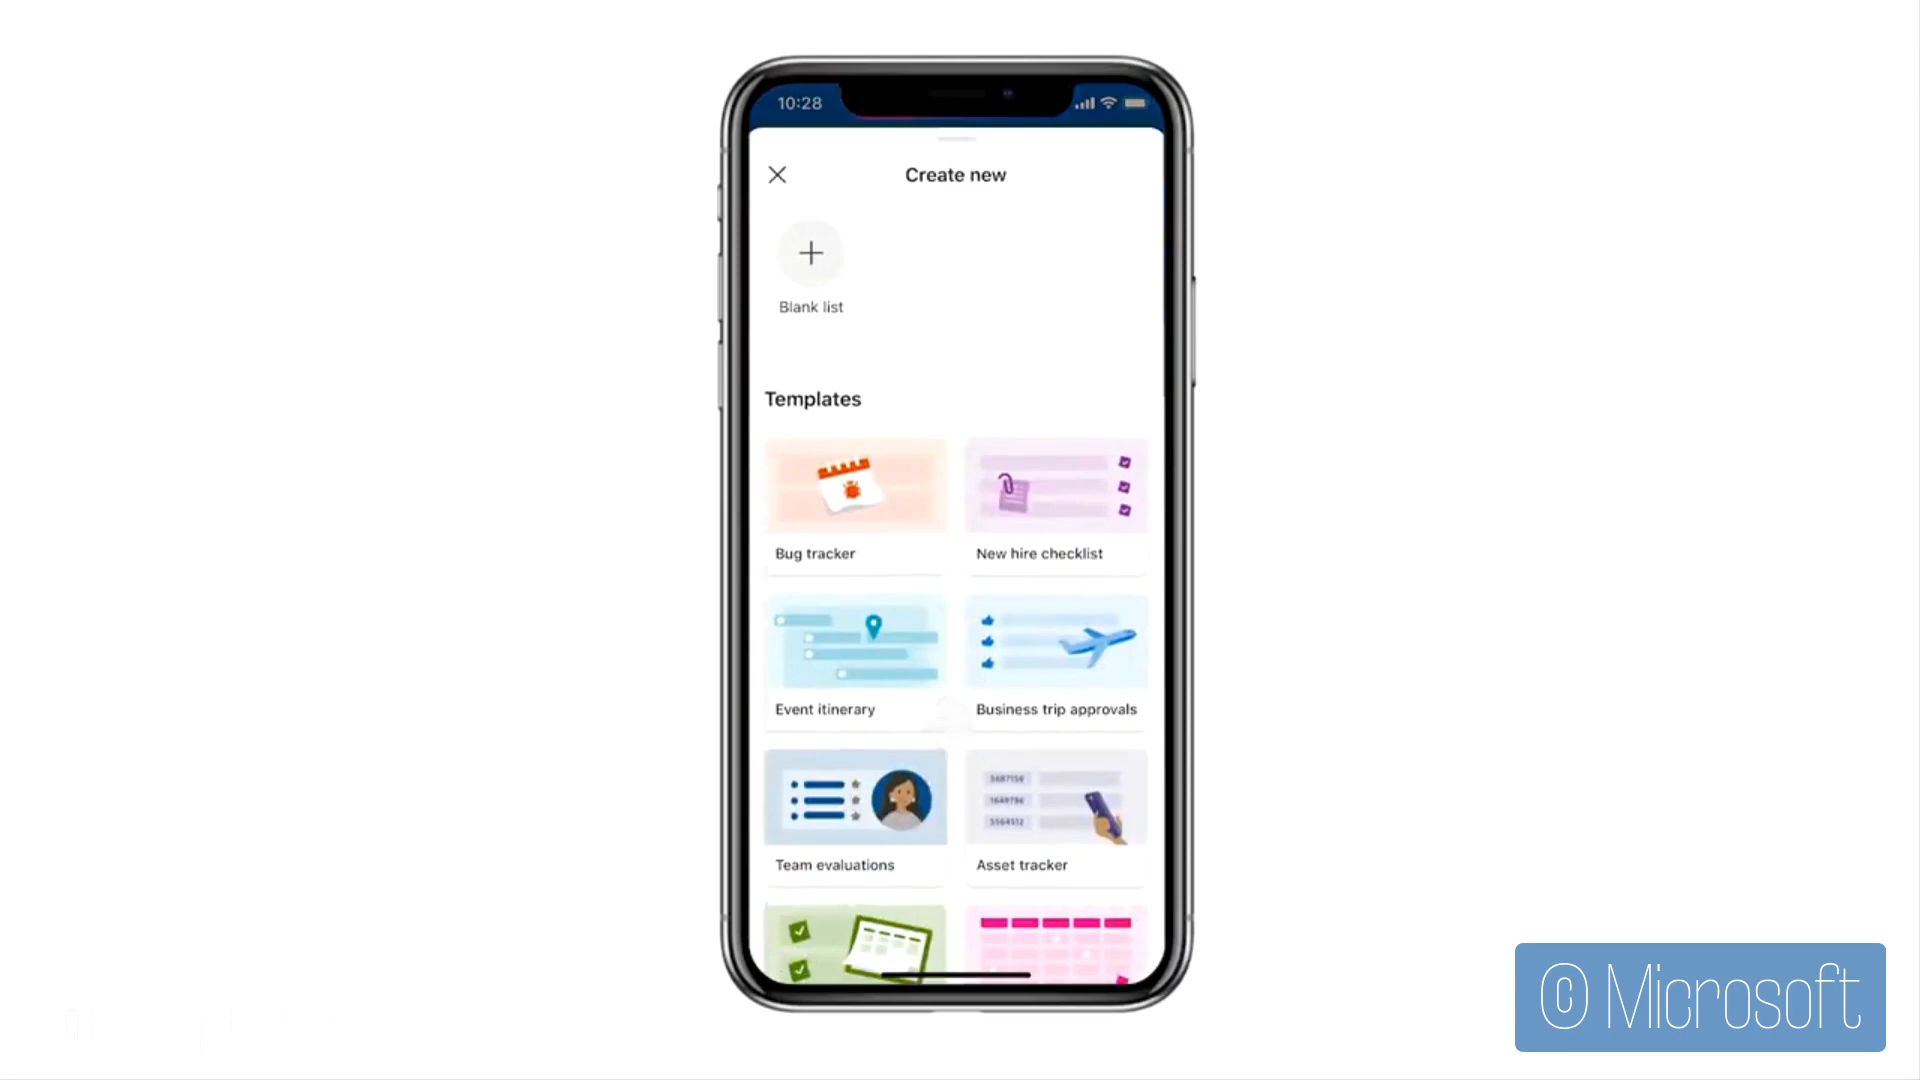 10:28
Create new
Blank list
Templates
Bug tracker
New hire checklist
Event itinerary
Business trip approvals
Team evaluations
Asset tracker
© Microsoft